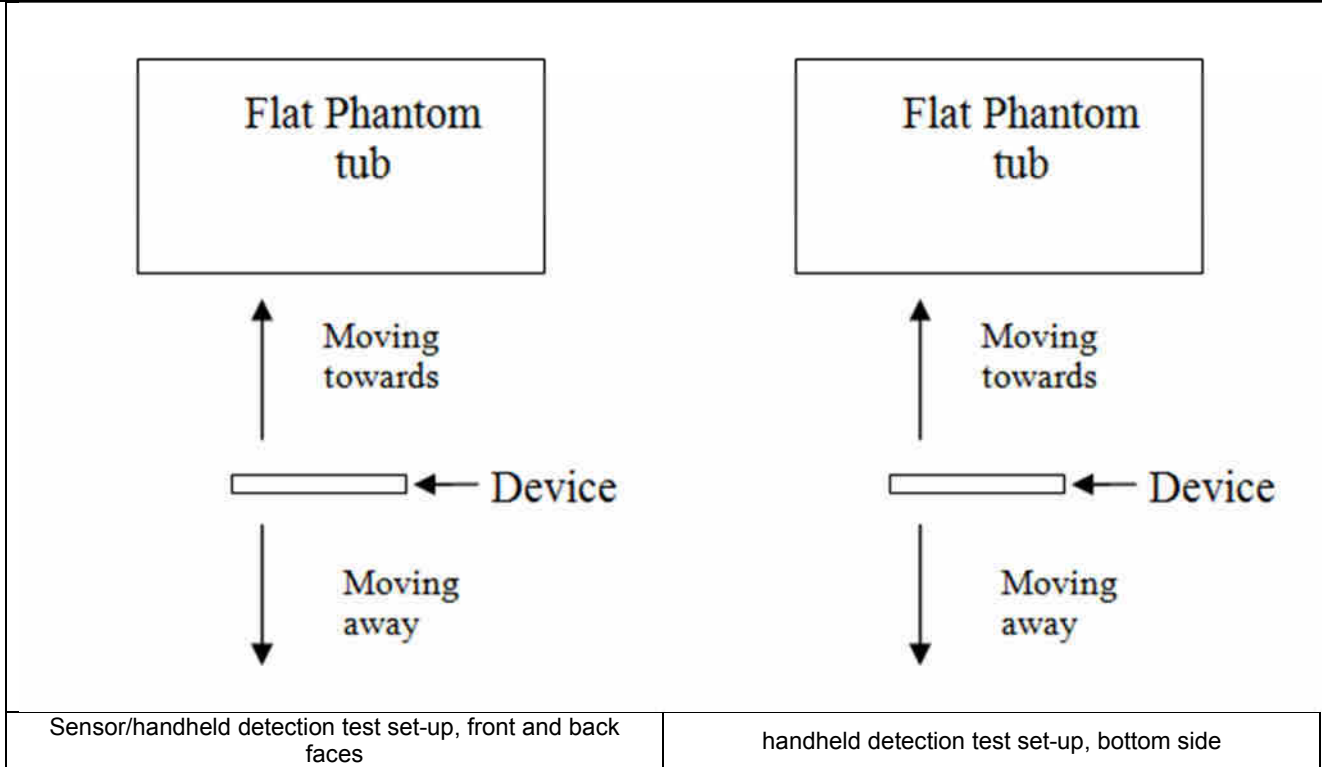 Flat Phantom
tub
Moving
towards
Device
Moving
away
Flat Phantom
tub
Moving
towards
Device
Moving
away
Sensor/handheld detection test set-up, front and back
faces
handheld detection test set-up, bottom side